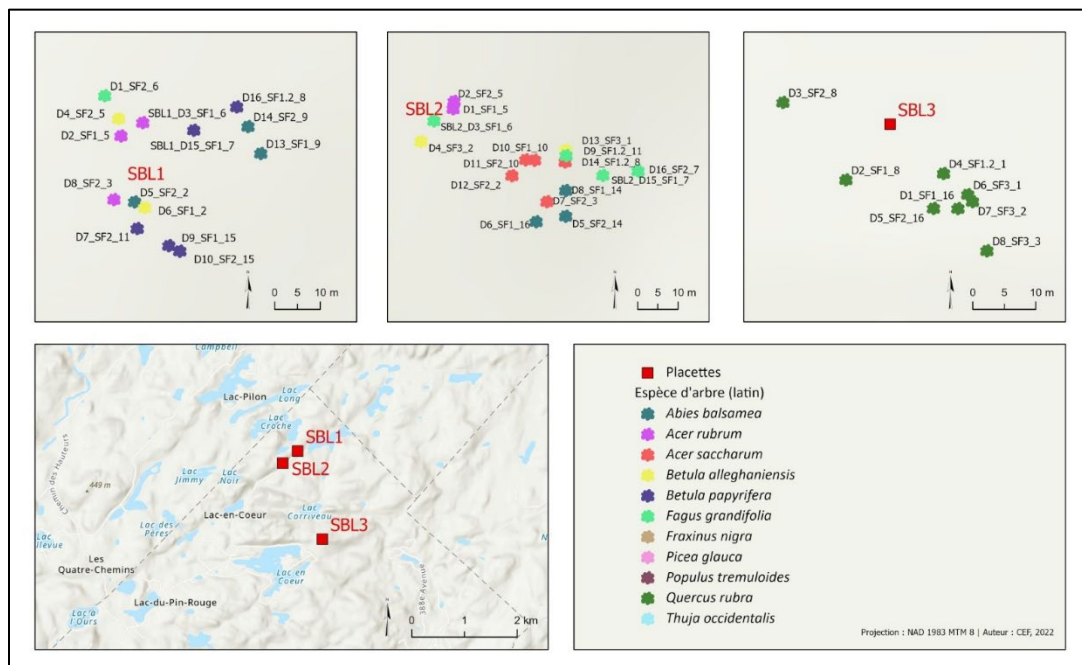 D1_SF2_6
D16_SF1.2_8
D4_SF2_5
SBL1_D3_SF1_6
D14_SF2_9
D2_SF1_5
SBL1_D15_SF1_7
D13_SF1_9
SBL1
D8_SF2_3
D5_SF2_2
D6_SF1_2
D7_SF2_11
D9_SF1_15
D10_SF2_15
N
0 5 10 m
D2_SF2_5
SBL2
D1_SF1_5
SBL2_D3_SF1_6
D13_SF3_1
D4_SF3_2
D10_SF1_10
D9_SF1.2_11
D11_SF2_10
D14_SF1.2_8
D16_SF2_7
D12_SF2_2
SBL2_D15_SF1_7
D8_SF1_14
D7_SF2_3
D6_SF1_16
D5_SF2_14
N
0 5 10 m
D3_SF2_8
SBL3
D4_SF1.2_1
D2_SF1_8
D6_SF3_1
D1_SF1_16
D7_SF3_2
D5_SF2_16
D8_SF3_3
N
0 5 10 m
Campbell
Lac-Pilon
Lac
Long
Lac
Croche
SBL1
SBL2
Chemin des Hauteurs
449 m
Lac
Jimmy
Lac
Noir
Lac des
Pères
Lac-en-Coeur
Lac
Corriveau
SBL3
Les
Quatre-Chemins
Lac en
Coeur
Lac-du-Pin-Rouge
Lac à
l'Ours
388e Avenue
N
0 1 2 km
Placettes
Espèce d'arbre (latin)
Abies balsamea
Acer rubrum
Acer saccharum
Betula alleghaniensis
Betula papyrifera
Fagus grandifolia
Fraxinus nigra
Picea glauca
Populus tremuloides
Quercus rubra
Thuja occidentalis
Projection : NAD 1983 MTM 8 | Auteur : CEF, 2022